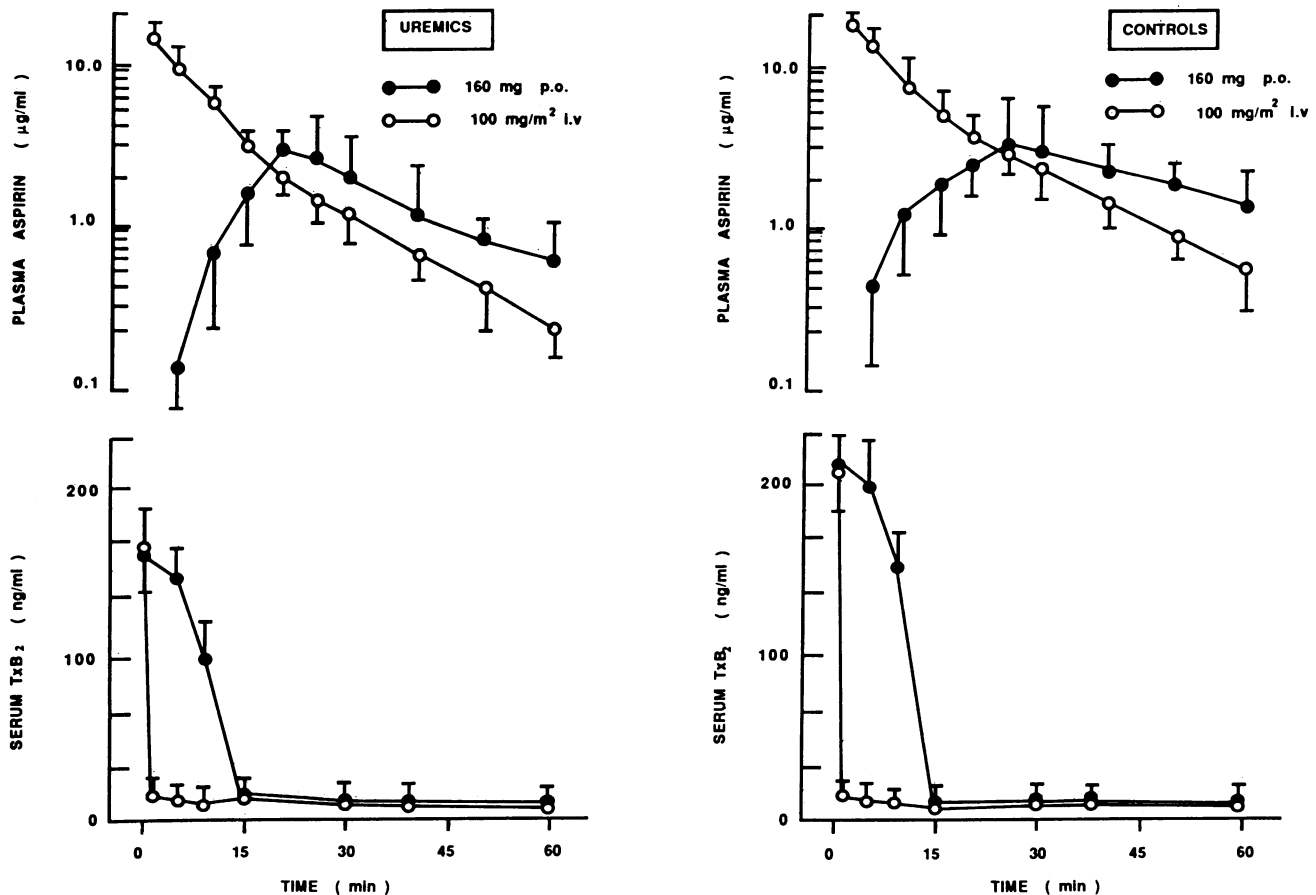 UREMICS
160 mg p.o.
100 mg/m² i.v
PLASMA ASPIRIN ( µg/ml )
10.0
1.0
0.1
CONTROLS
160 mg p.o.
100 mg/m² i.v
PLASMA ASPIRIN ( µg/ml )
10.0
1.0
0.1
SERUM TxB₂ ( ng/ml )
200
100
0
0 15 30 45 60
TIME ( min )
SERUM TxB₂ ( ng/ml )
200
100
0
0 15 30 45 60
TIME ( min )